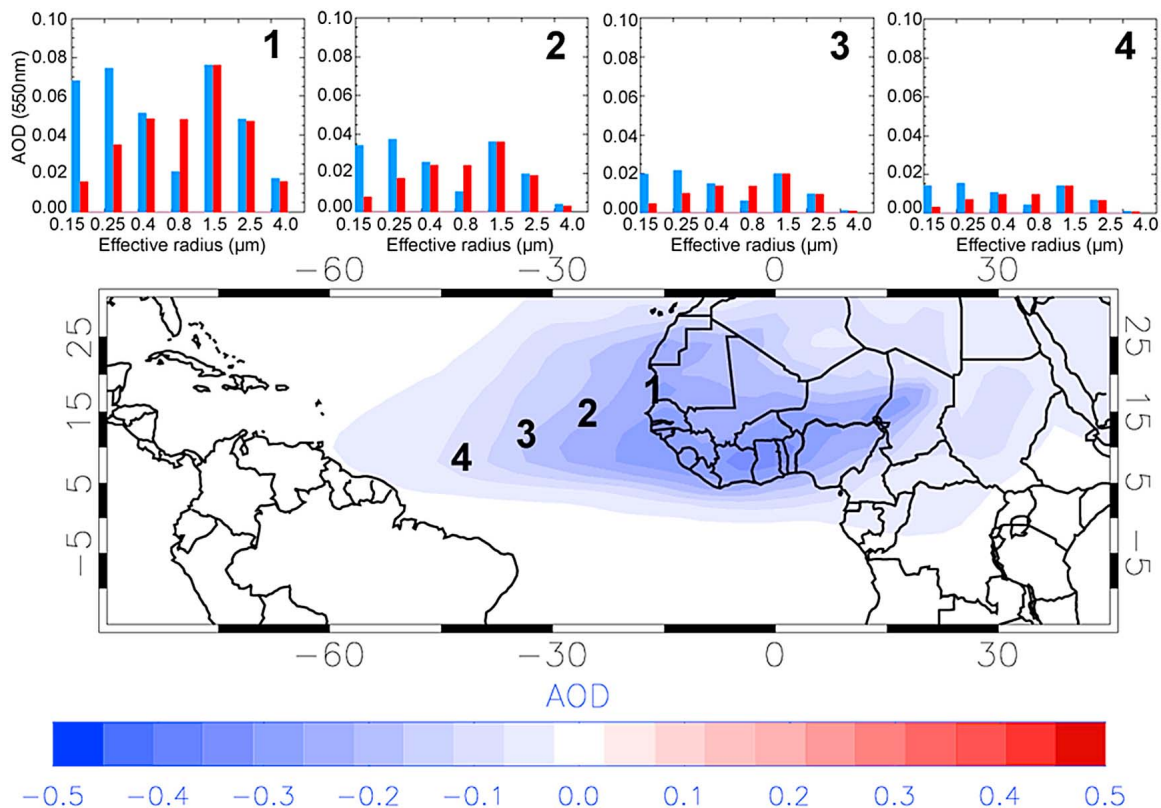 0.10 0.10 0.10 0.10
1 2 3 4
0.08 0.08 0.08 0.08
0.06 0.06 0.06 0.06
AOD (550nm)
0.04 0.04 0.04 0.04
0.02 0.02 0.02 0.02
0.00 0.00 0.00 0.00
0.15 0.25 0.4 0.8 1.5 2.5 4.0 0.15 0.25 0.4 0.8 1.5 2.5 4.0 0.15 0.25 0.4 0.8 1.5 2.5 4.0 0.15 0.25 0.4 0.8 1.5 2.5 4.0
Effective radius (µm) Effective radius (µm) Effective radius (µm) Effective radius (µm)
−60 −30 0 30
25 25
1
15 2 15
3
4
5 5
−5 −5
−60 −30 0 30
AOD
−0.5 −0.4 −0.3 −0.2 −0.1 0.0 0.1 0.2 0.3 0.4 0.5